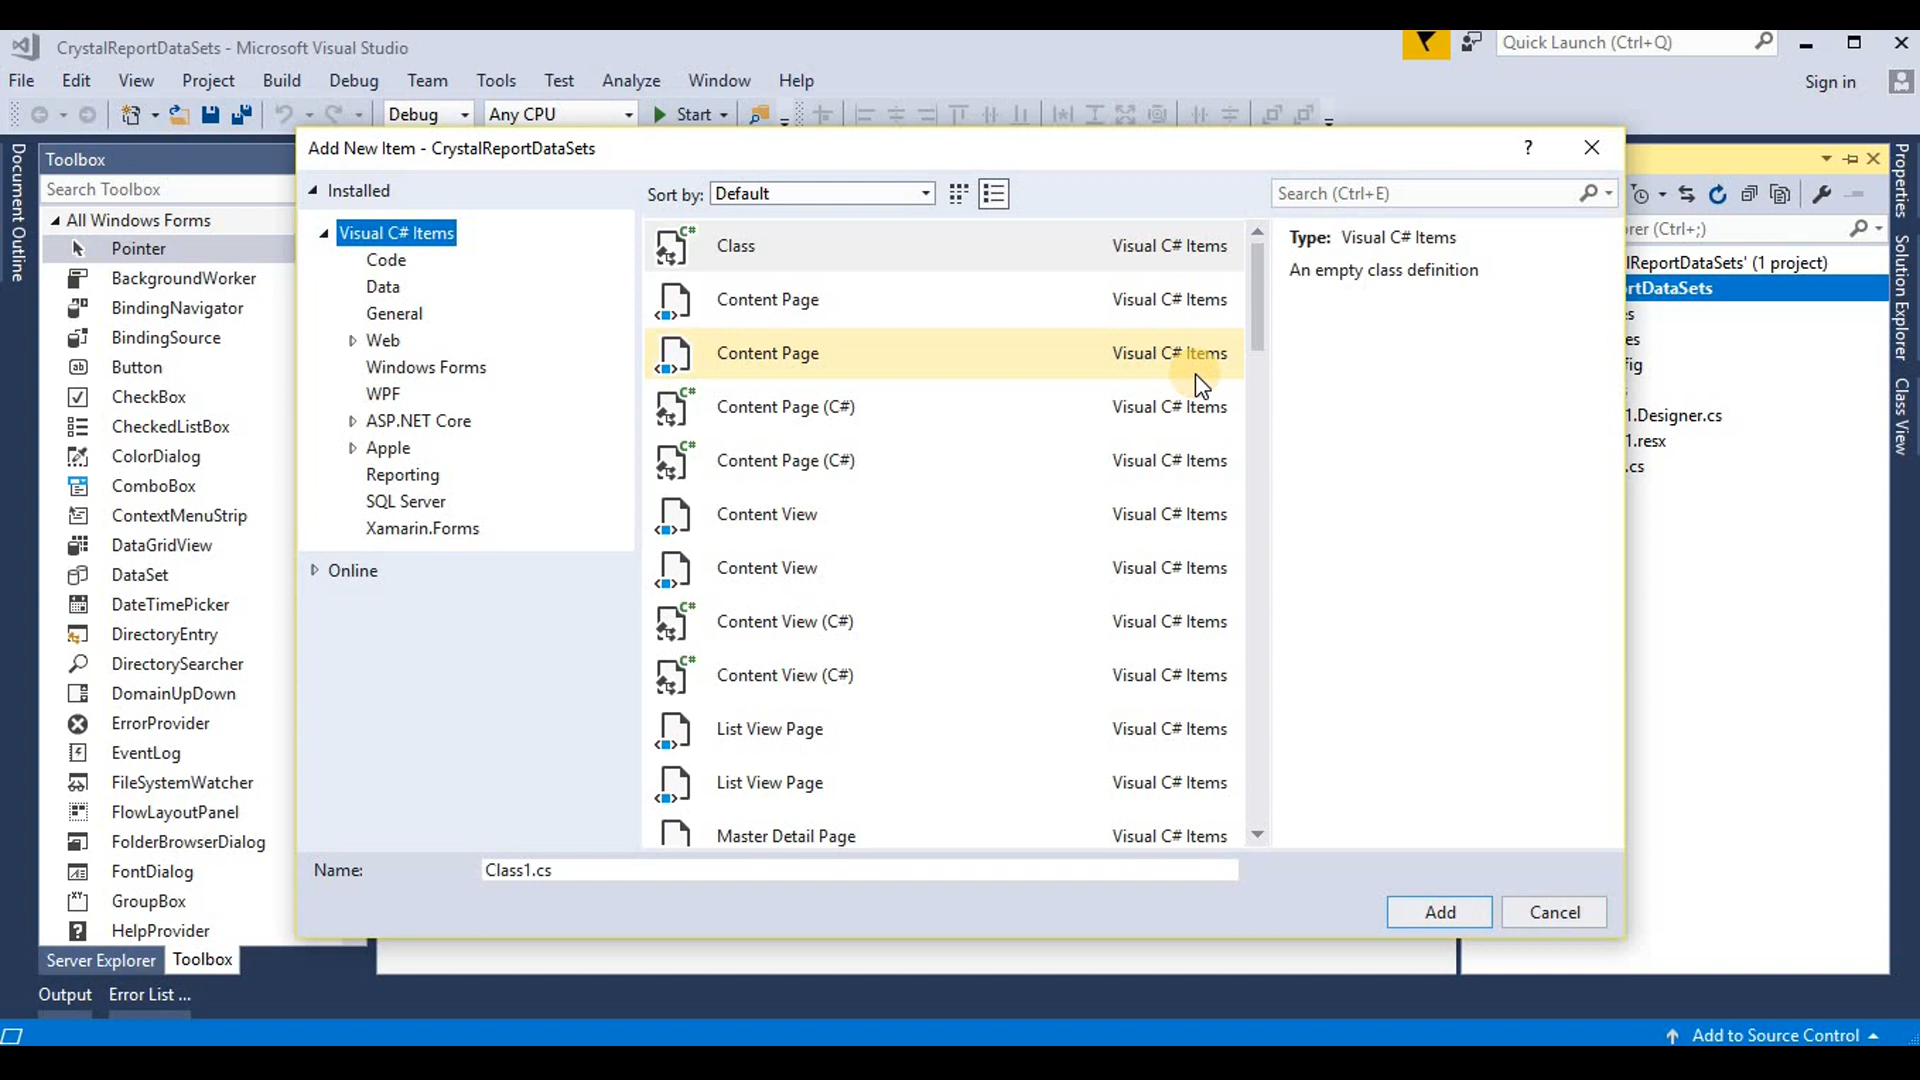 CrystalReportDataSets - Microsoft Visual Studio
Quick Launch (Ctrl+Q)
File Edit View Project Build Debug Team Tools Test Analyze Window Help
Sign in
Debug Any CPU Start
Document Outline
Toolbox
Search Toolbox
All Windows Forms
Pointer
BackgroundWorker
BindingNavigator
BindingSource
Button
CheckBox
CheckedListBox
ColorDialog
ComboBox
ContextMenuStrip
DataGridView
DataSet
DateTimePicker
DirectoryEntry
DirectorySearcher
DomainUpDown
ErrorProvider
EventLog
FileSystemWatcher
FlowLayoutPanel
FolderBrowserDialog
FontDialog
GroupBox
HelpProvider
Server Explorer Toolbox
Output Error List ...
Add New Item - CrystalReportDataSets
?
Installed
Visual C# Items
Code
Data
General
Web
Windows Forms
WPF
ASP.NET Core
Apple
Reporting
SQL Server
Xamarin.Forms
Online
Sort by: Default
Search (Ctrl+E)
Class Visual C# Items
Content Page Visual C# Items
Content Page Visual C# Items
Content Page (C#) Visual C# Items
Content Page (C#) Visual C# Items
Content View Visual C# Items
Content View Visual C# Items
Content View (C#) Visual C# Items
Content View (C#) Visual C# Items
List View Page Visual C# Items
List View Page Visual C# Items
Master Detail Page Visual C# Items
Type: Visual C# Items
An empty class definition
Name: Class1.cs
Add Cancel
rer (Ctrl+;)
lReportDataSets' (1 project)
rtDataSets
es
es
fig
1.Designer.cs
1.resx
.cs
Properties
Solution Explorer
Class View
Add to Source Control